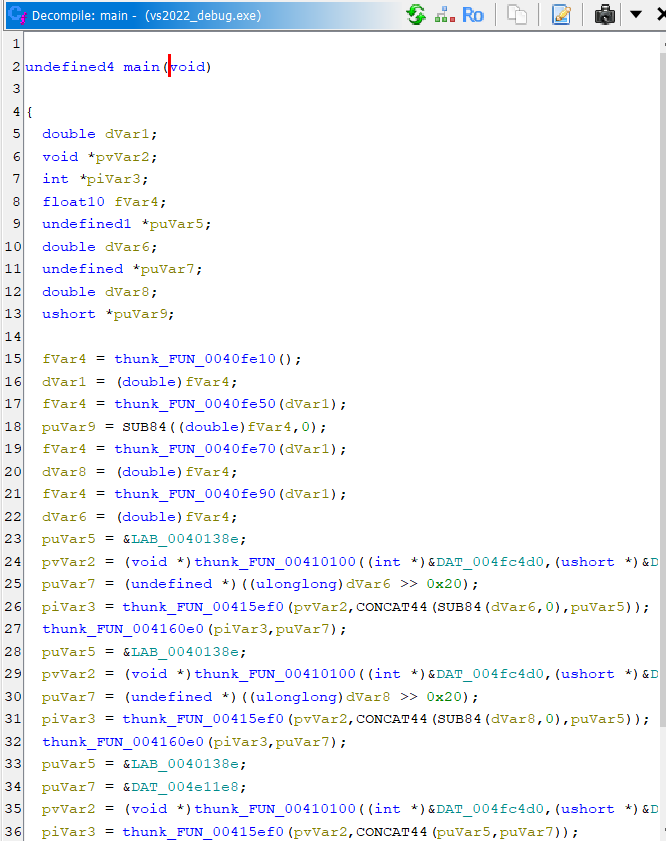 Decompile: main - (vs2022_debug.exe)
Ro
1
2 undefined4 main(void)
3
4 {
5 double dVar1;
6 void *pvVar2;
7 int *piVar3;
8 float10 fVar4;
9 undefined1 *puVar5;
10 double dVar6;
11 undefined *puVar7;
12 double dVar8;
13 ushort *puVar9;
14
15 fVar4 = thunk_FUN_0040fe10();
16 dVar1 = (double)fVar4;
17 fVar4 = thunk_FUN_0040fe50(dVar1);
18 puVar9 = SUB84((double)fVar4,0);
19 fVar4 = thunk_FUN_0040fe70(dVar1);
20 dVar8 = (double)fVar4;
21 fVar4 = thunk_FUN_0040fe90(dVar1);
22 dVar6 = (double)fVar4;
23 puVar5 = &LAB_0040138e;
24 pvVar2 = (void *)thunk_FUN_00410100((int *)&DAT_004fc4d0,(ushort *)&D
25 puVar7 = (undefined *)((ulonglong)dVar6 >> 0x20);
26 piVar3 = thunk_FUN_00415ef0(pvVar2,CONCAT44(SUB84(dVar6,0),puVar5));
27 thunk_FUN_004160e0(piVar3,puVar7);
28 puVar5 = &LAB_0040138e;
29 pvVar2 = (void *)thunk_FUN_00410100((int *)&DAT_004fc4d0,(ushort *)&D
30 puVar7 = (undefined *)((ulonglong)dVar8 >> 0x20);
31 piVar3 = thunk_FUN_00415ef0(pvVar2,CONCAT44(SUB84(dVar8,0),puVar5));
32 thunk_FUN_004160e0(piVar3,puVar7);
33 puVar5 = &LAB_0040138e;
34 puVar7 = &DAT_004e11e8;
35 pvVar2 = (void *)thunk_FUN_00410100((int *)&DAT_004fc4d0,(ushort *)&D
36 piVar3 = thunk_FUN_00415ef0(pvVar2,CONCAT44(puVar5,puVar7));